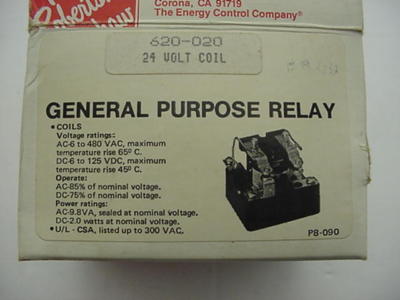 Robertshaw
Corona, CA 91719
The Energy Control Company®
620-020
24 VOLT COIL
GENERAL PURPOSE RELAY
• COILS
Voltage ratings:
AC-6 to 480 VAC, maximum
temperature rise 65° C.
DC-6 to 125 VDC, maximum
temperature rise 45° C.
Operate:
AC-85% of nominal voltage.
DC-75% of nominal voltage.
Power ratings:
AC-9.8VA, sealed at nominal voltage.
DC-2.0 watts at nominal voltage.
• U/L - CSA, listed up to 300 VAC.
P8-090